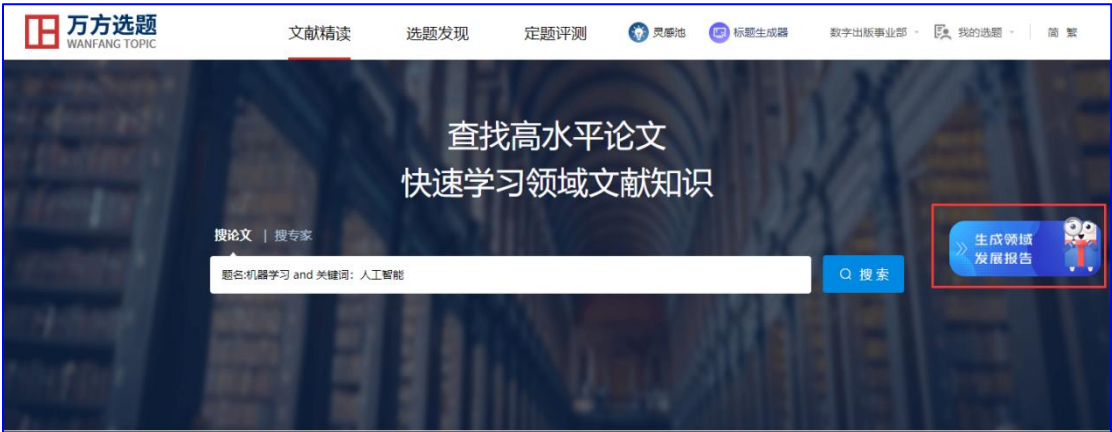 万方选题
WANFANG TOPIC
文献精读
选题发现
定题评测
灵感池
标题生成器
数字出版事业部
我的选题
简 繁
查找高水平论文
快速学习领域文献知识
搜论文 | 搜专家
题名:机器学习 and 关键词：人工智能
搜索
生成领域
发展报告